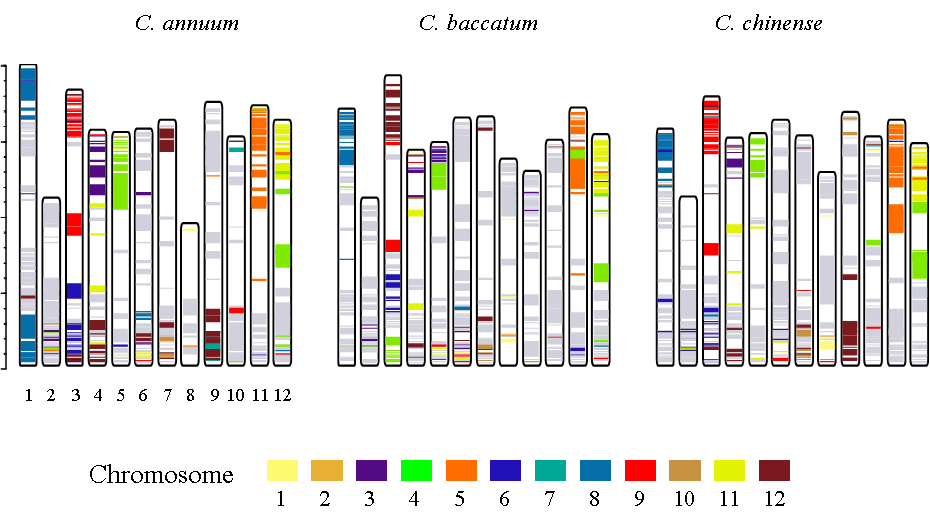 C. annuum C. baccatum C. chinense
1 2 3 4 5 6 7 8 9 10 11 12
Chromosome
1 2 3 4 5 6 7 8 9 10 11 12